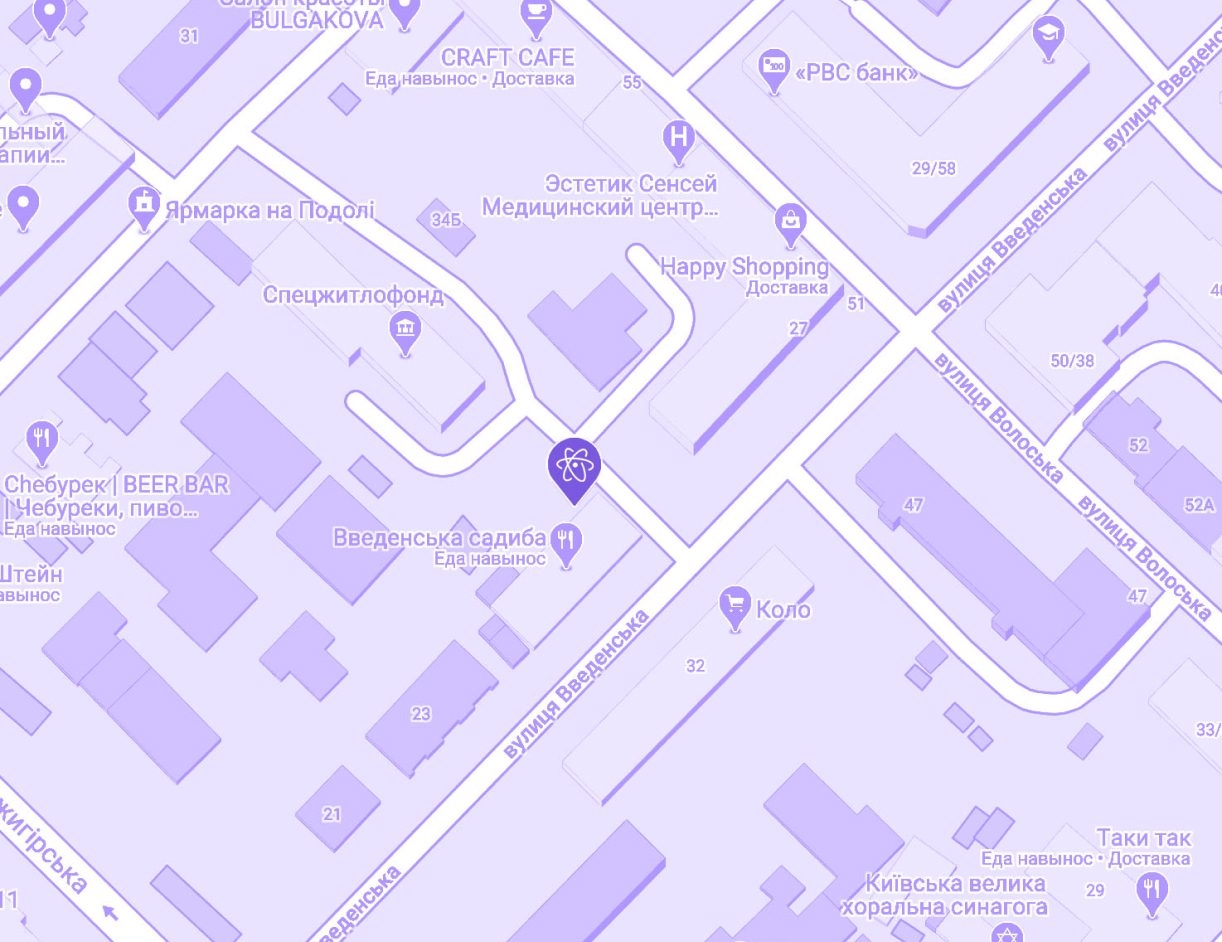 Салон красоты
BULGAKOVA
31
CRAFT CAFE
Еда навынос • Доставка
55
«РВС банк»
вулиця Введенська
29/58
Эстетик Сенсей
Медицинский центр...
Ярмарка на Подолі
34Б
вулиця Введенська
Happy Shopping
Доставка
51
27
Спецжитлофонд
50/38
вулиця Волоська
52
52А
47
вулиця Волоська
47
Чебурек | BEER BAR
| Чебуреки, пиво...
Еда навынос
Введенська садиба
Еда навынос
Штейн
Коло
32
вулиця Введенська
23
21
33/
Таки так
Еда навынос • Доставка
29
Київська велика
хоральна синагога